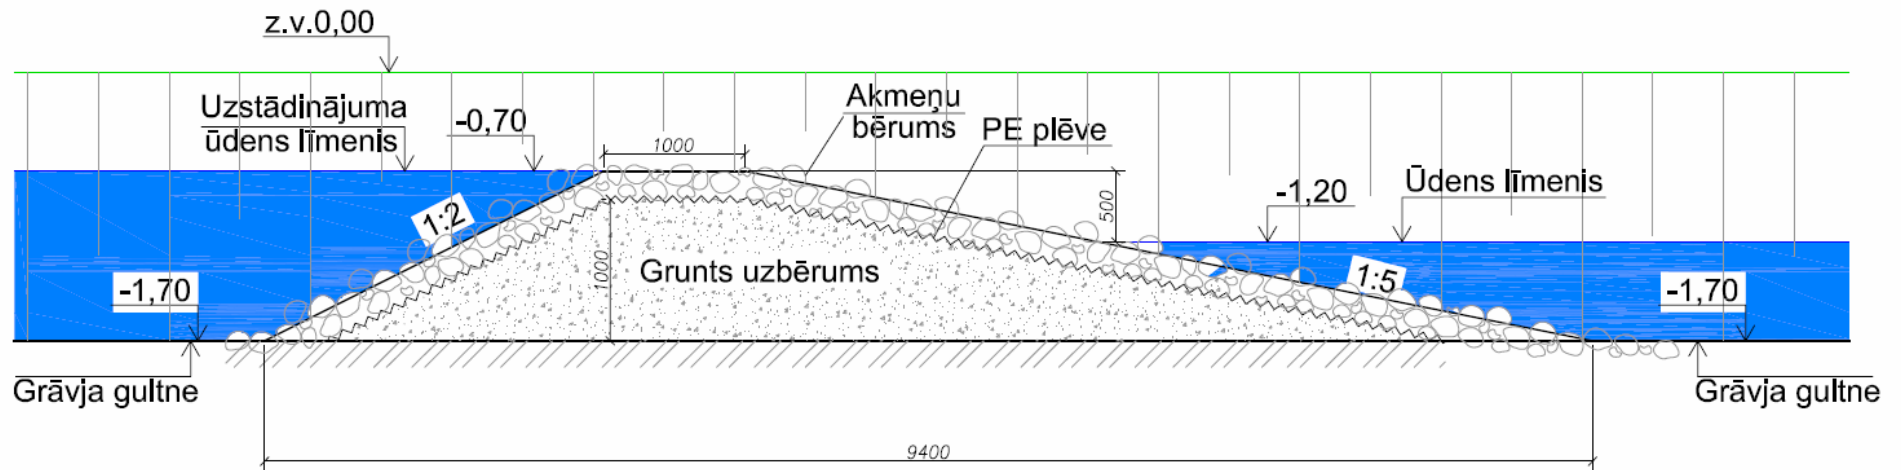 z.v.0,00
Uzstādinājuma
ūdens līmenis
-0,70
1000
Akmeņu
bērums
PE plēve
500
-1,20
Ūdens līmenis
1:2
-1,70
1000
Grunts uzbērums
1:5
-1,70
Grāvja gultne
Grāvja gultne
9400